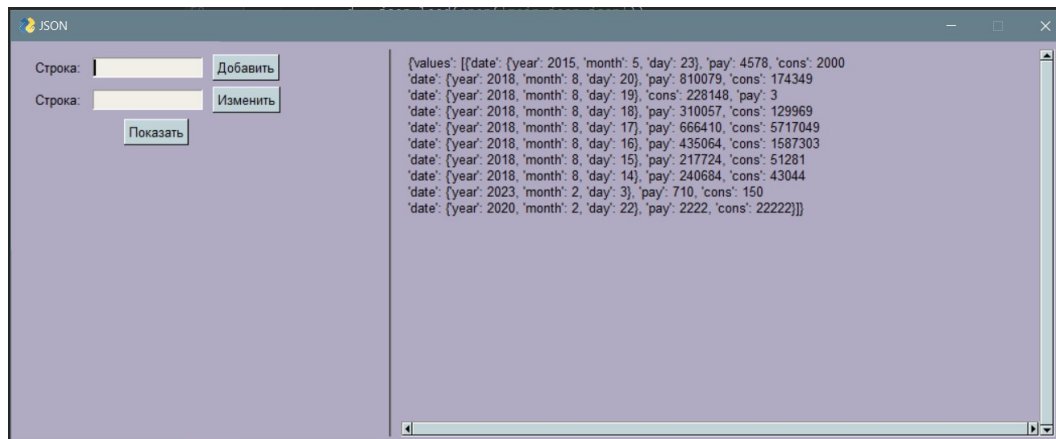 JSON
Строка:
Добавить
Строка:
Изменить
Показать
{'values': [{'date': {'year': 2015, 'month': 5, 'day': 23}, 'pay': 4578, 'cons': 2000
'date': {'year': 2018, 'month': 8, 'day': 20}, 'pay': 810079, 'cons': 174349
'date': {'year': 2018, 'month': 8, 'day': 19}, 'cons': 228148, 'pay': 3
'date': {'year': 2018, 'month': 8, 'day': 18}, 'pay': 310057, 'cons': 129969
'date': {'year': 2018, 'month': 8, 'day': 17}, 'pay': 666410, 'cons': 5717049
'date': {'year': 2018, 'month': 8, 'day': 16}, 'pay': 435064, 'cons': 1587303
'date': {'year': 2018, 'month': 8, 'day': 15}, 'pay': 217724, 'cons': 51281
'date': {'year': 2018, 'month': 8, 'day': 14}, 'pay': 240684, 'cons': 43044
'date': {'year': 2023, 'month': 2, 'day': 3}, 'pay': 710, 'cons': 150
'date': {'year': 2020, 'month': 2, 'day': 22}, 'pay': 2222, 'cons': 22222}]}